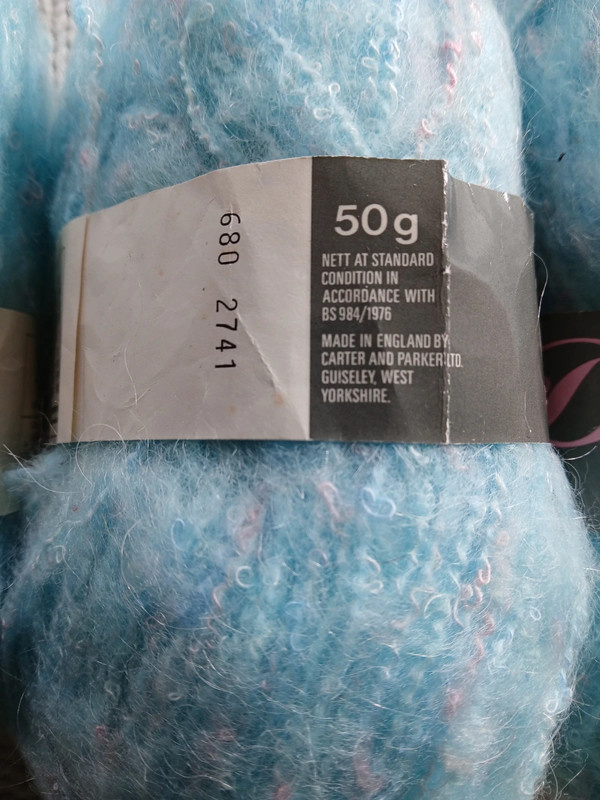 680 2741
50g
NETT AT STANDARD
CONDITION IN
ACCORDANCE WITH
BS 984/1976
MADE IN ENGLAND BY
CARTER AND PARKER LTD.
GUISELEY, WEST
YORKSHIRE.